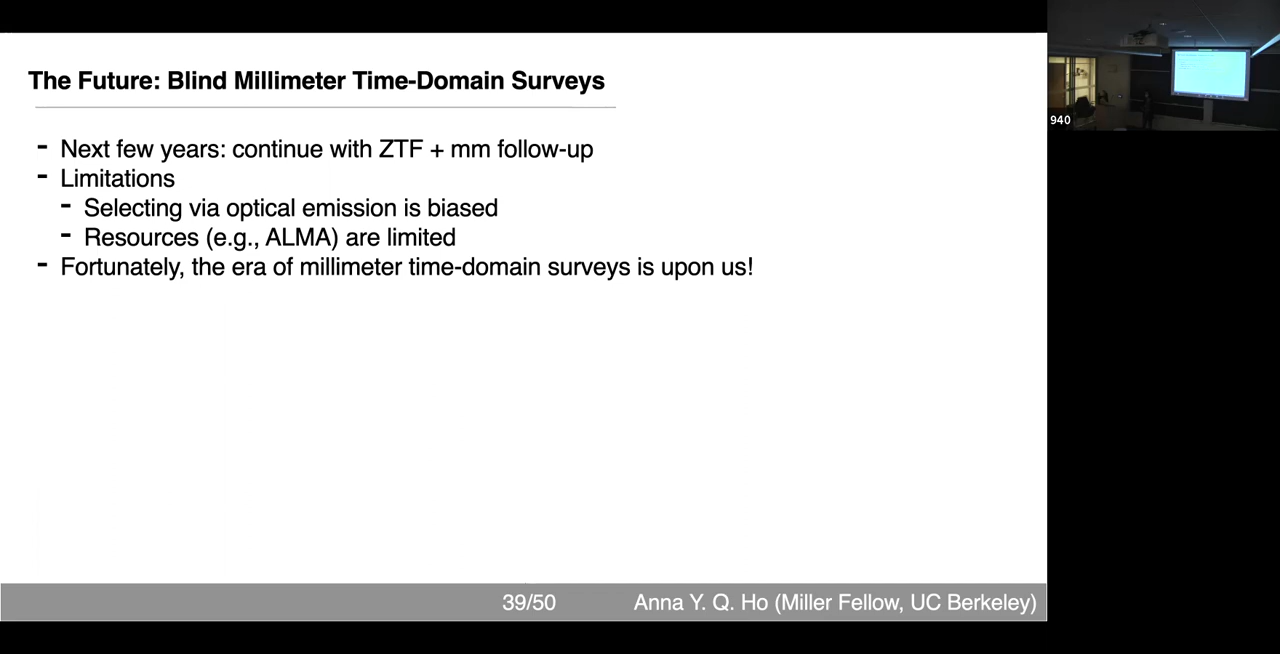 The Future: Blind Millimeter Time-Domain Surveys
- Next few years: continue with ZTF + mm follow-up
- Limitations
- Selecting via optical emission is biased
- Resources (e.g., ALMA) are limited
- Fortunately, the era of millimeter time-domain surveys is upon us!
39/50
Anna Y. Q. Ho (Miller Fellow, UC Berkeley)
940